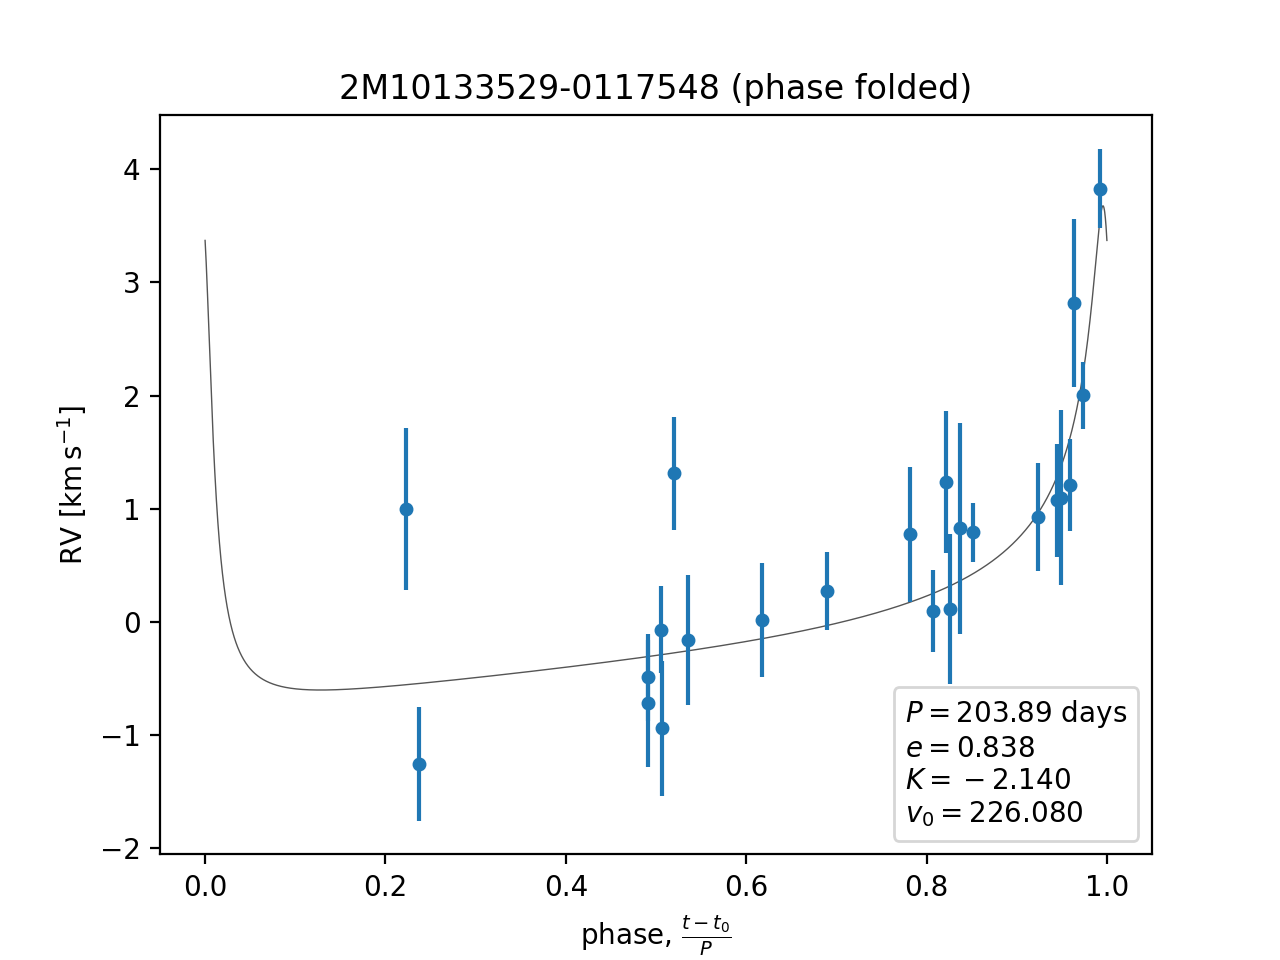 2M10133529-0117548 (phase folded)
RV [km s⁻¹]
4
3
2
1
0
−1
−2
P = 203.89 days
e = 0.838
K = −2.140
v₀ = 226.080
0.0 0.2 0.4 0.6 0.8 1.0
phase, (t − t₀)/P